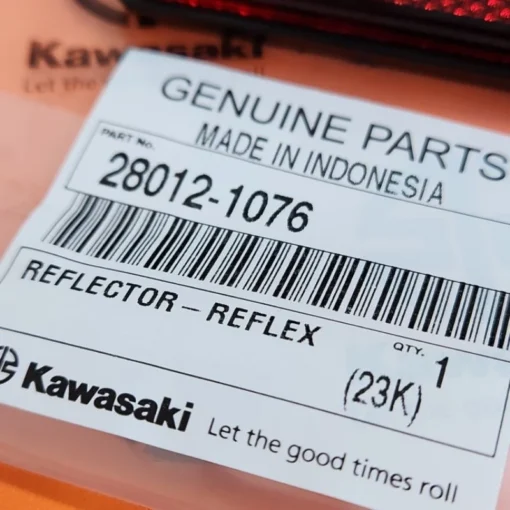 Kawasaki
Let the
GENUINE PARTS
MADE IN INDONESIA
PART No.
28012-1076
REFLECTOR-REFLEX
QTY. 1
(23K)
Kawasaki
Let the good times roll